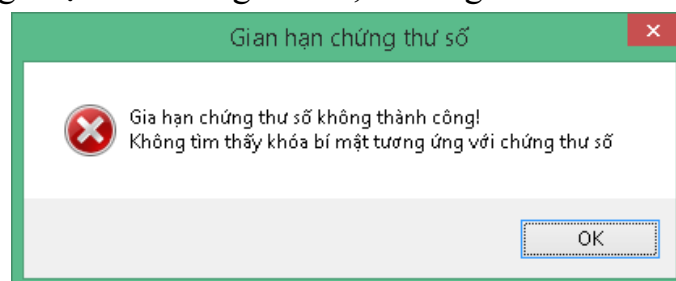 Gian hạn chứng thư số
Gia hạn chứng thư số không thành công!
Không tìm thấy khóa bí mật tương ứng với chứng thư số
OK